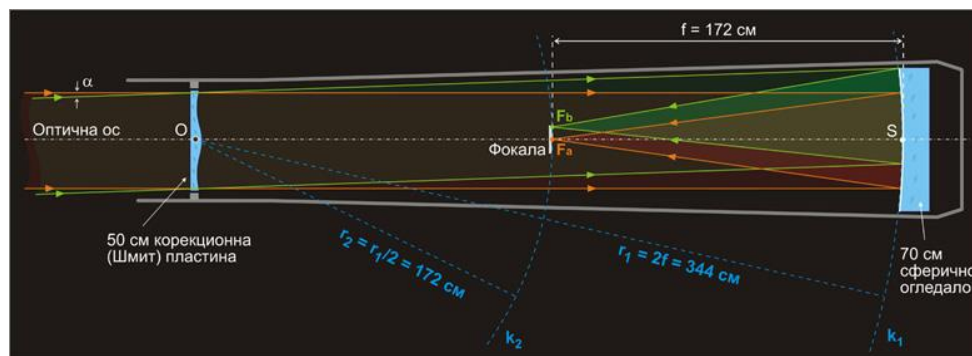 f = 172 см
α
Оптична ос
O
Fb
Фокала
Fa
S
50 см корекционна
(Шмит) пластина
r2 = r1/2 = 172 см
r1 = 2f = 344 см
70 см
сферично
огледало
k2
k1